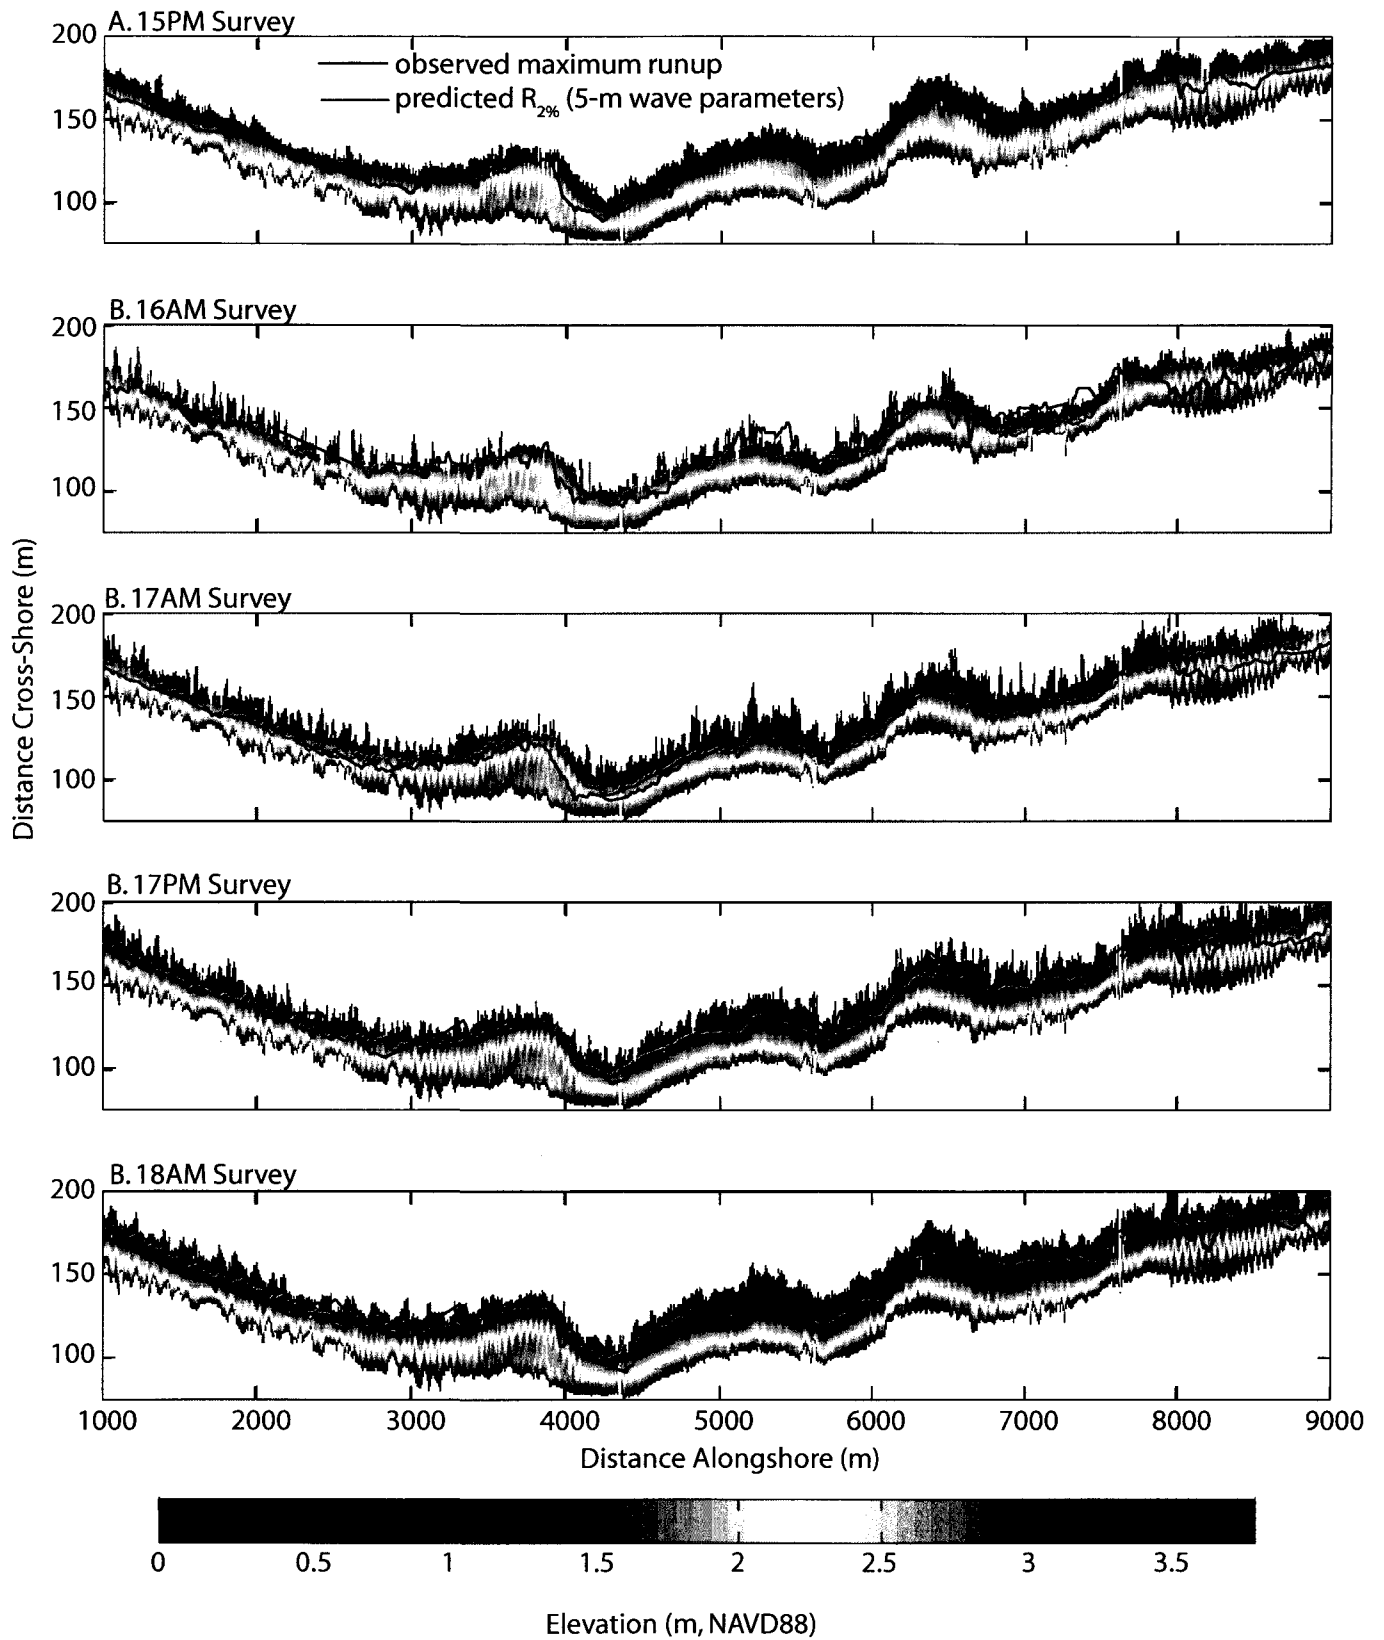 A. 15PM Survey
200
150
100
observed maximum runup
predicted R2% (5-m wave parameters)
B. 16AM Survey
200
150
100
B. 17AM Survey
200
150
100
Distance Cross-Shore (m)
B. 17PM Survey
200
150
100
B. 18AM Survey
200
150
100
1000 2000 3000 4000 5000 6000 7000 8000 9000
Distance Alongshore (m)
0 0.5 1 1.5 2 2.5 3 3.5
Elevation (m, NAVD88)